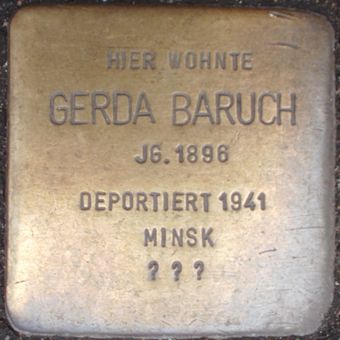 HIER WOHNTE
GERDA BARUCH
JG. 1896
DEPORTIERT 1941
MINSK
? ? ?